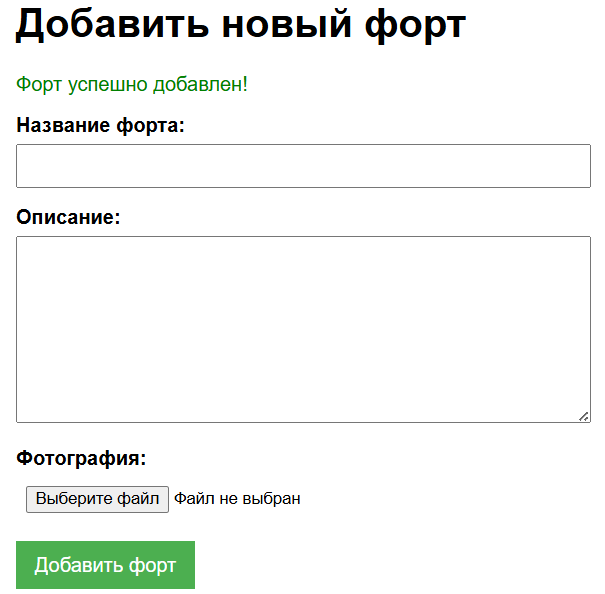 Добавить новый форт
Форт успешно добавлен!
Название форта:
Описание:
Фотография:
Выберите файл Файл не выбран
Добавить форт